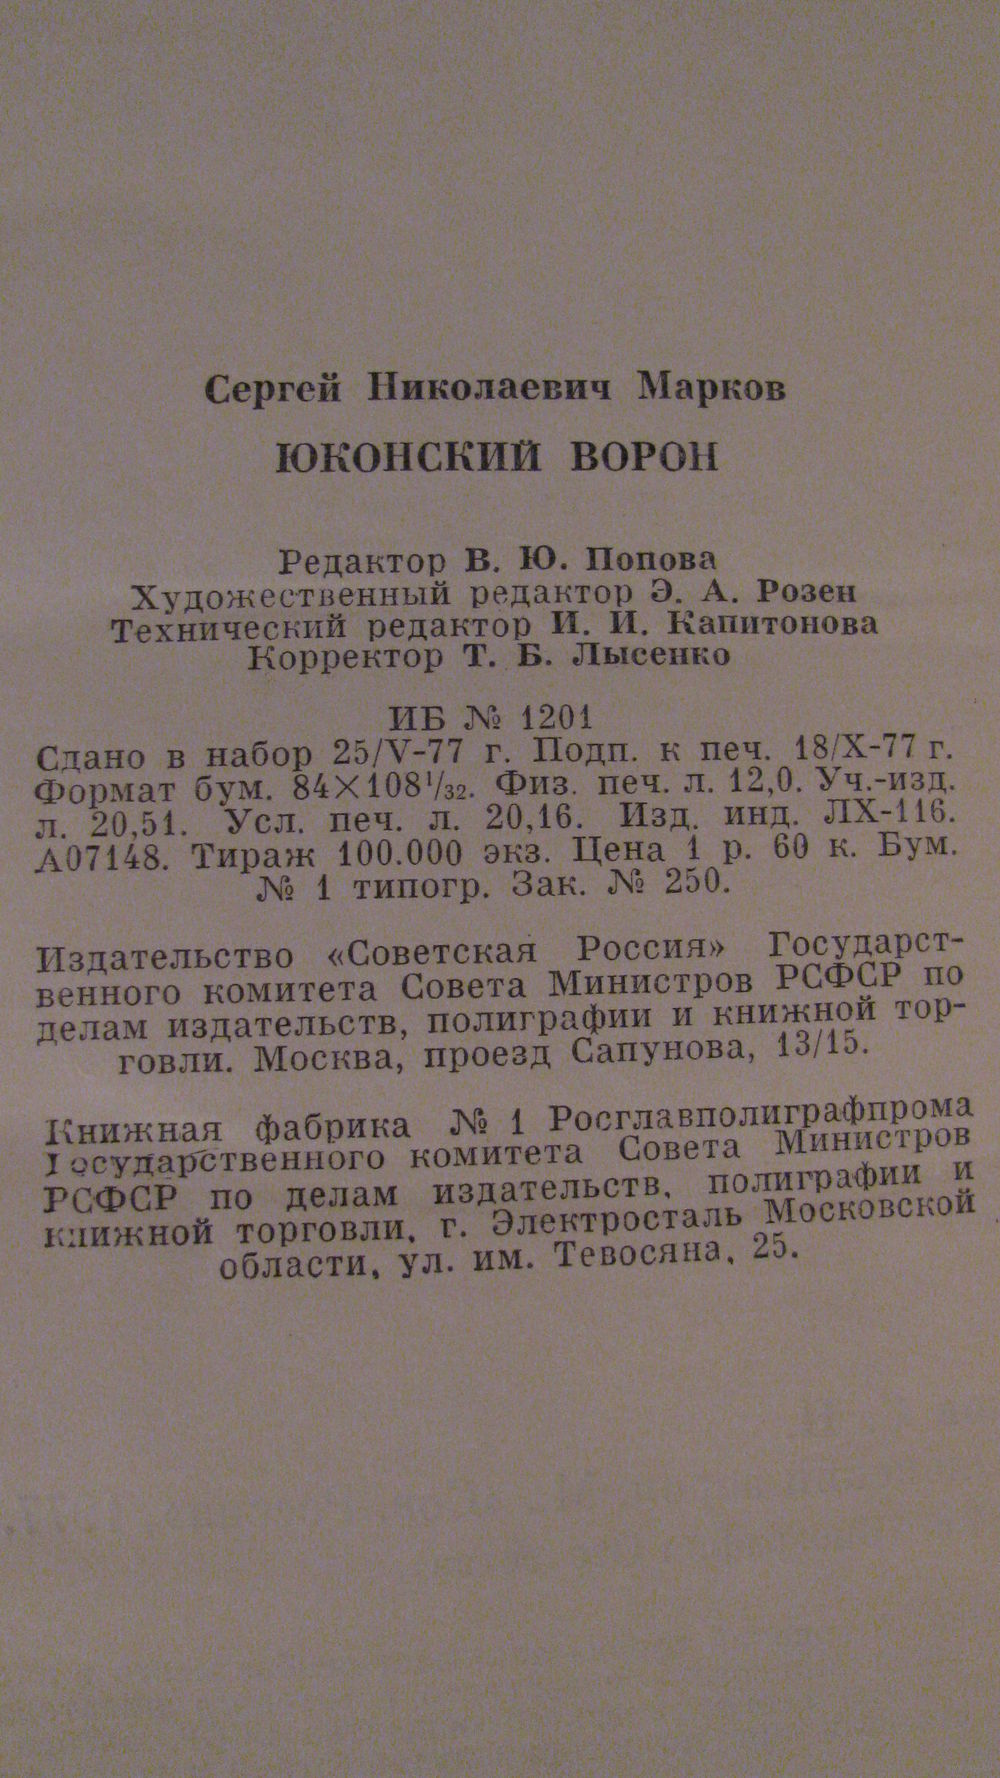 Сергей Николаевич Марков
ЮКОНСКИЙ ВОРОН
Редактор В. Ю. Попова
Художественный редактор Э. А. Розен
Технический редактор И. И. Капитонова
Корректор Т. Б. Лысенко
ИБ № 1201
Сдано в набор 25/V-77 г. Подп. к печ. 18/X-77 г.
Формат бум. 84×108¹/₃₂. Физ. печ. л. 12,0. Уч.-изд.
л. 20,51. Усл. печ. л. 20,16. Изд. инд. ЛХ-116.
А07148. Тираж 100.000 экз. Цена 1 р. 60 к. Бум.
№ 1 типогр. Зак. № 250.
Издательство «Советская Россия» Государст-
венного комитета Совета Министров РСФСР по
делам издательств, полиграфии и книжной тор-
говли. Москва, проезд Сапунова, 13/15.
Книжная фабрика № 1 Росглавполиграфпрома
Государственного комитета Совета Министров
РСФСР по делам издательств, полиграфии и
книжной торговли, г. Электросталь Московской
области, ул. им. Тевосяна, 25.